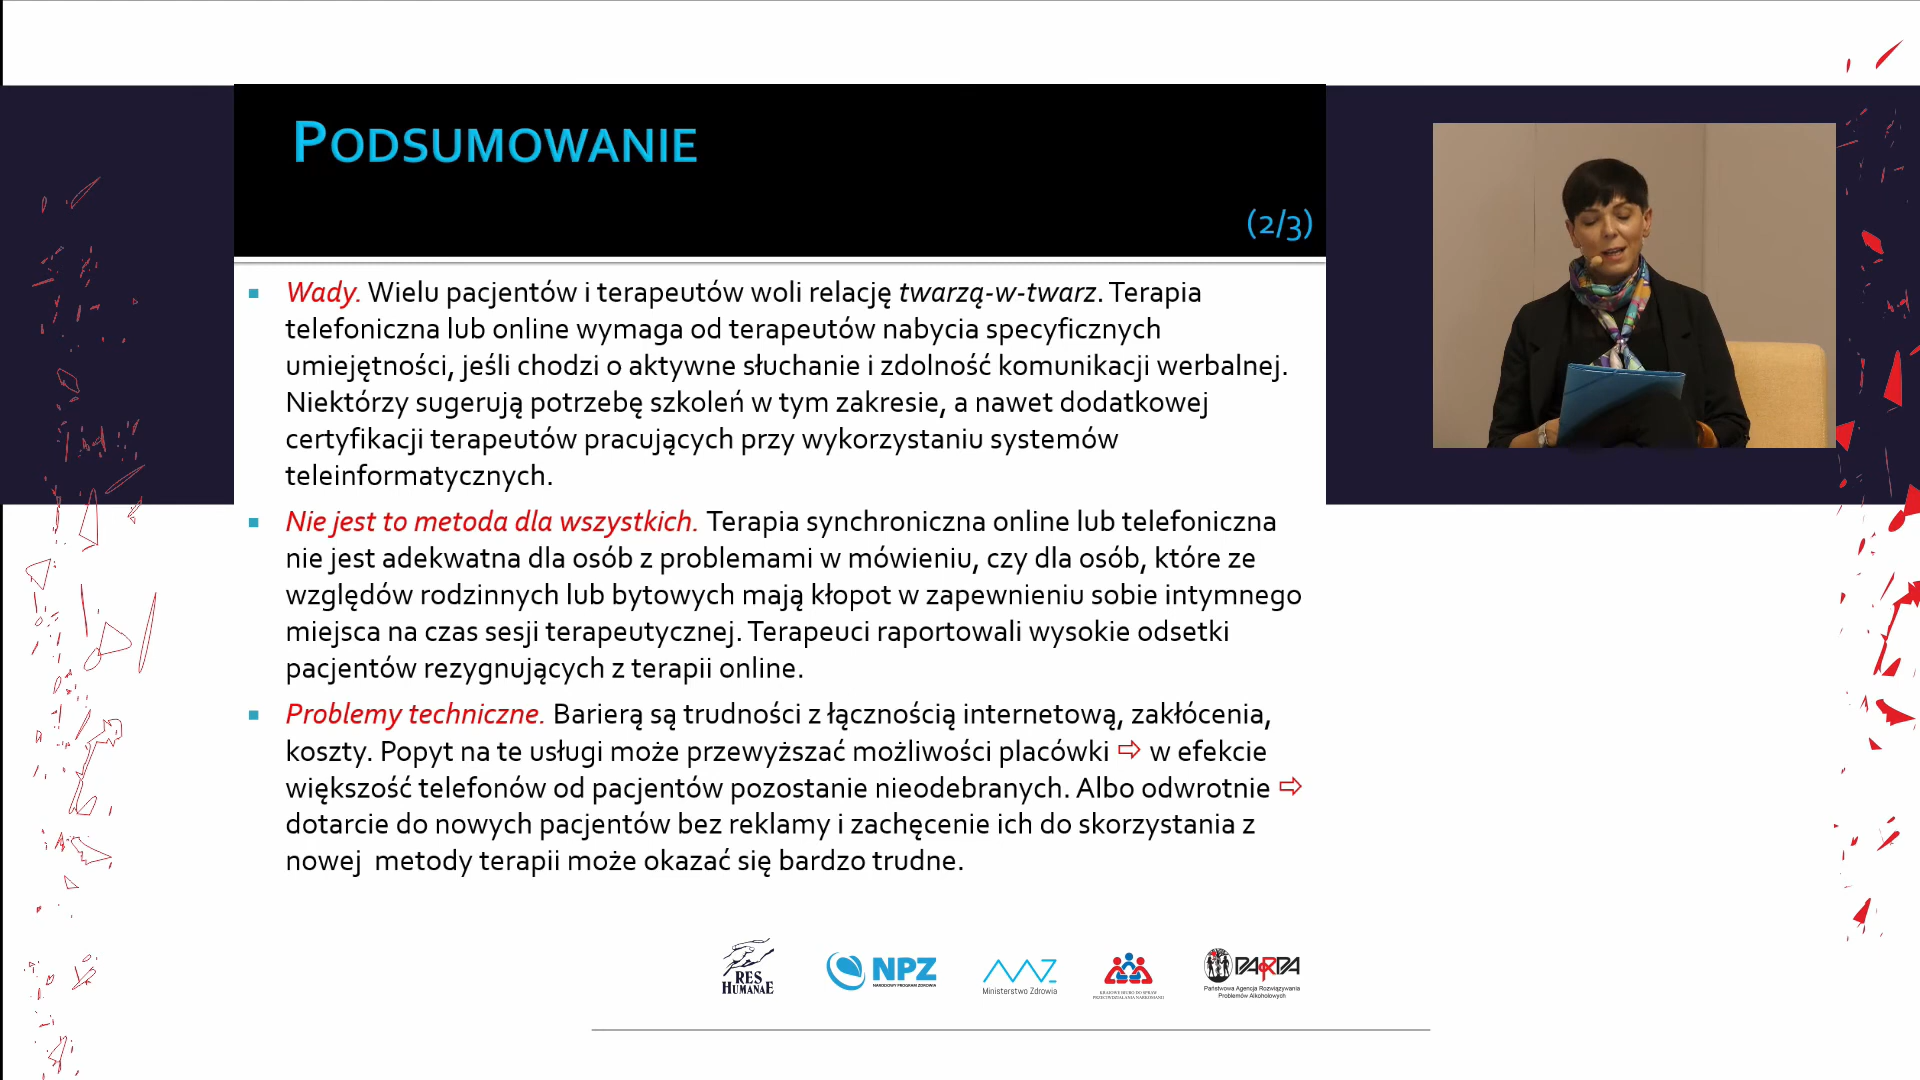 PODSUMOWANIE
(2/3)
Wady. Wielu pacjentów i terapeutów woli relację twarzą-w-twarz. Terapia
telefoniczna lub online wymaga od terapeutów nabycia specyficznych
umiejętności, jeśli chodzi o aktywne słuchanie i zdolność komunikacji werbalnej.
Niektórzy sugerują potrzebę szkoleń w tym zakresie, a nawet dodatkowej
certyfikacji terapeutów pracujących przy wykorzystaniu systemów
teleinformatycznych.
Nie jest to metoda dla wszystkich. Terapia synchroniczna online lub telefoniczna
nie jest adekwatna dla osób z problemami w mówieniu, czy dla osób, które ze
względów rodzinnych lub bytowych mają kłopot w zapewnieniu sobie intymnego
miejsca na czas sesji terapeutycznej. Terapeuci raportowali wysokie odsetki
pacjentów rezygnujących z terapii online.
Problemy techniczne. Barierą są trudności z łącznością internetową, zakłócenia,
koszty. Popyt na te usługi może przewyższać możliwości placówki ⇨ w efekcie
większość telefonów od pacjentów pozostanie nieodebranych. Albo odwrotnie ⇨
dotarcie do nowych pacjentów bez reklamy i zachęcenie ich do skorzystania z
nowej metody terapii może okazać się bardzo trudne.
RES
HUMANAE
NPZ
NARODOWY PROGRAM ZDROWIA
Ministerstwo Zdrowia
KRAJOWE BIURO DO SPRAW
PRZECIWDZIAŁANIA NARKOMANII
PARPA
Państwowa Agencja Rozwiązywania
Problemów Alkoholowych